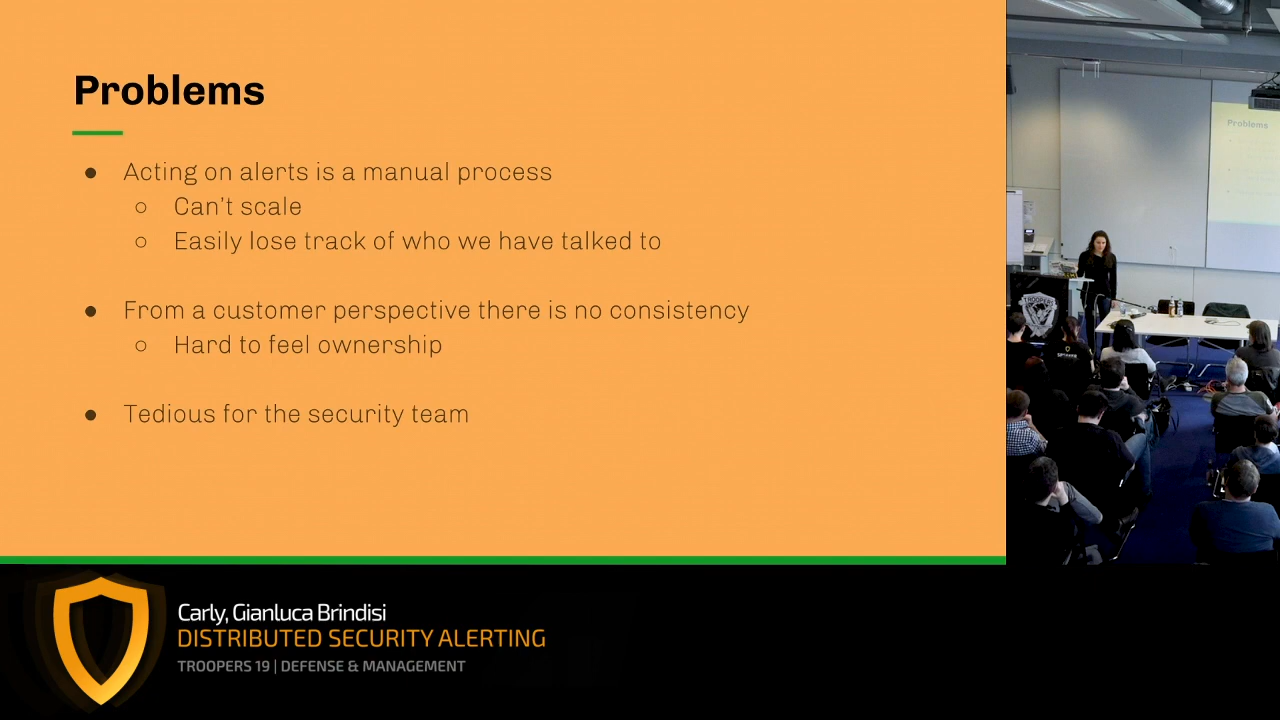 Problems
● Acting on alerts is a manual process
○ Can't scale
○ Easily lose track of who we have talked to
● From a customer perspective there is no consistency
○ Hard to feel ownership
● Tedious for the security team
Problems
TROOPERS
Carly, Gianluca Brindisi
DISTRIBUTED SECURITY ALERTING
TROOPERS 19 | DEFENSE & MANAGEMENT